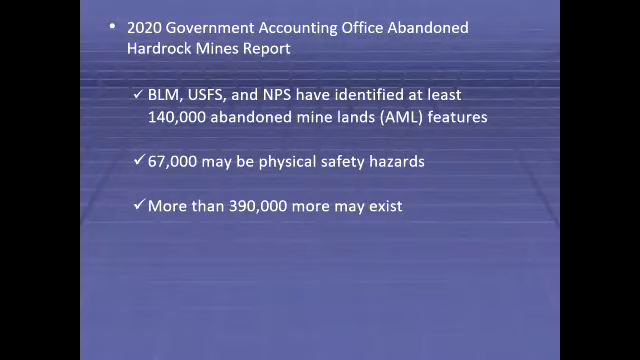 • 2020 Government Accounting Office Abandoned
Hardrock Mines Report
✓ BLM, USFS, and NPS have identified at least
140,000 abandoned mine lands (AML) features
✓ 67,000 may be physical safety hazards
✓ More than 390,000 more may exist